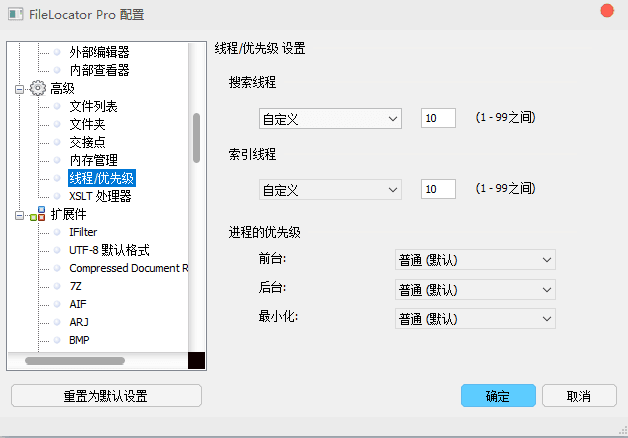 FileLocator Pro 配置
外部编辑器
内部查看器
高级
文件列表
文件夹
交接点
内存管理
线程/优先级
XSLT 处理器
扩展件
IFilter
UTF-8 默认格式
Compressed Document R
7Z
AIF
ARJ
BMP
重置为默认设置
线程/优先级 设置
搜索线程
自定义 10 (1 - 99之间)
索引线程
自定义 10 (1 - 99之间)
进程的优先级
前台: 普通 (默认)
后台: 普通 (默认)
最小化: 普通 (默认)
确定 取消